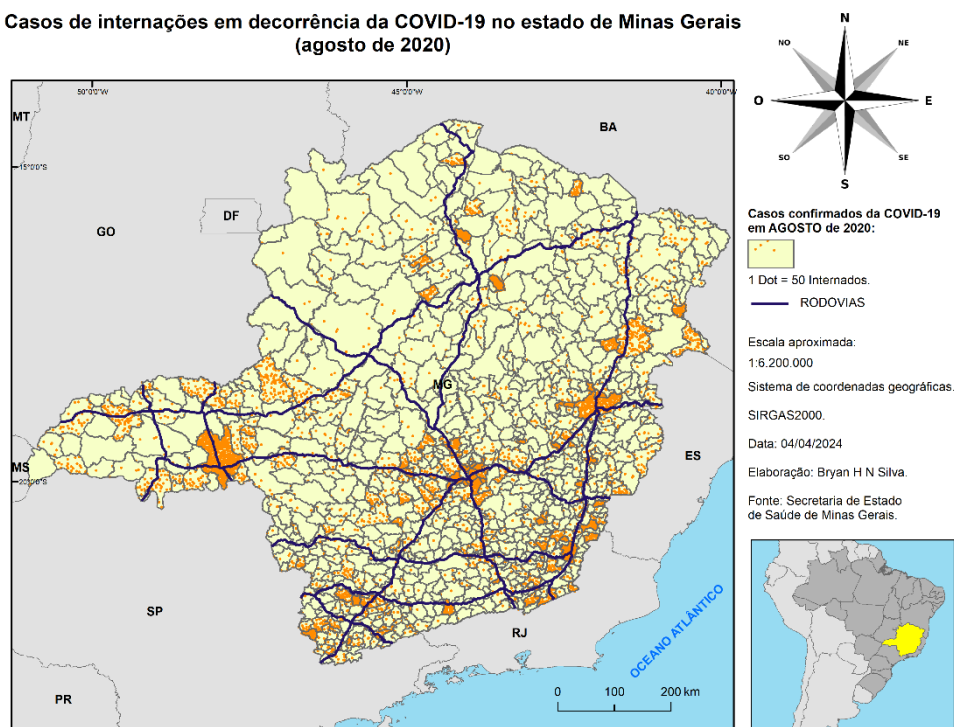 Casos de internações em decorrência da COVID-19 no estado de Minas Gerais
(agosto de 2020)
N
NO
NE
O
E
SO
SE
S
50°0'0"W
45°0'0"W
40°0'0"W
MT
BA
15°0'0"S
DF
GO
MG
MS
20°0'0"S
ES
SP
RJ
PR
OCEANO ATLÂNTICO
0 100 200 km
Casos confirmados da COVID-19
em AGOSTO de 2020:
1 Dot = 50 Internados.
RODOVIAS
Escala aproximada:
1:6.200.000
Sistema de coordenadas geográficas.
SIRGAS2000.
Data: 04/04/2024
Elaboração: Bryan H N Silva.
Fonte: Secretaria de Estado
de Saúde de Minas Gerais.